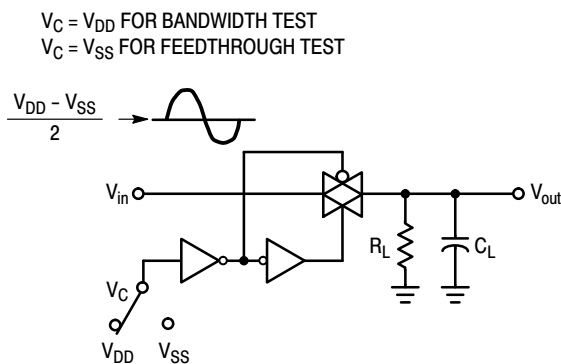 V_C = V_DD FOR BANDWIDTH TEST
V_C = V_SS FOR FEEDTHROUGH TEST
V_DD – V_SS
2
V_in
V_out
R_L
C_L
V_C
V_DD
V_SS